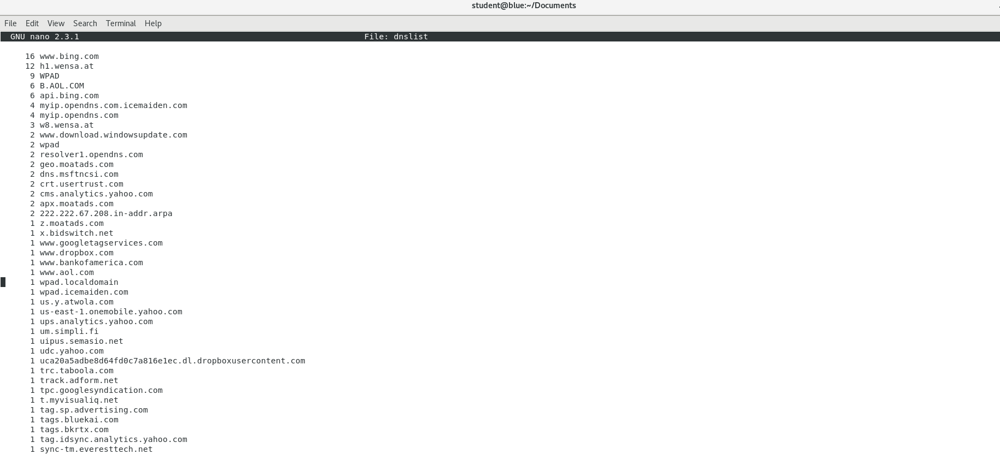 student@blue:~/Documents
File Edit View Search Terminal Help
GNU nano 2.3.1 File: dnslist
16 www.bing.com
12 h1.wensa.at
9 WPAD
6 B.AOL.COM
6 api.bing.com
4 myip.opendns.com.icemaiden.com
4 myip.opendns.com
3 w8.wensa.at
2 www.download.windowsupdate.com
2 wpad
2 resolver1.opendns.com
2 geo.moatads.com
2 dns.msftncsi.com
2 crt.usertrust.com
2 cms.analytics.yahoo.com
2 apx.moatads.com
2 222.222.67.208.in-addr.arpa
1 z.moatads.com
1 x.bidswitch.net
1 www.googletagservices.com
1 www.dropbox.com
1 www.bankofamerica.com
1 www.aol.com
1 wpad.localdomain
1 wpad.icemaiden.com
1 us.y.atwola.com
1 us-east-1.onemobile.yahoo.com
1 ups.analytics.yahoo.com
1 um.simpli.fi
1 uipus.semasio.net
1 udc.yahoo.com
1 uca20a5adbe8d64fd0c7a816e1ec.dl.dropboxusercontent.com
1 trc.taboola.com
1 track.adform.net
1 tpc.googlesyndication.com
1 t.myvisualiq.net
1 tag.sp.advertising.com
1 tags.bluekai.com
1 tags.bkrtx.com
1 tag.idsync.analytics.yahoo.com
1 sync-tm.everesttech.net